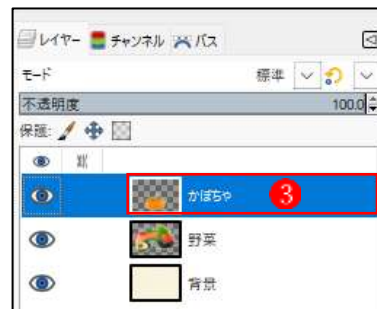 レイヤー チャンネル パス
モード 標準
不透明度 100.0
保護:
かぼちゃ 3
野菜
背景